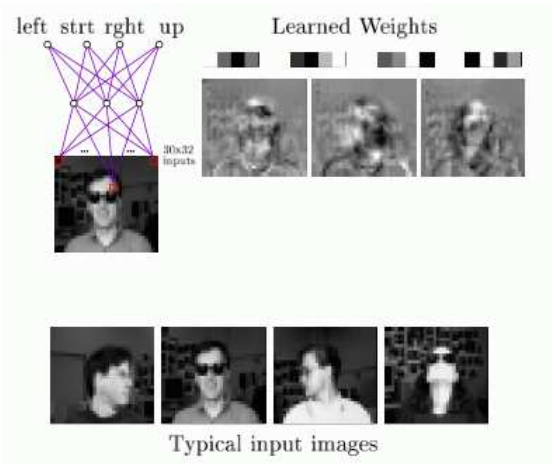 left strt rght up
Learned Weights
... ...
30x32
inputs
Typical input images